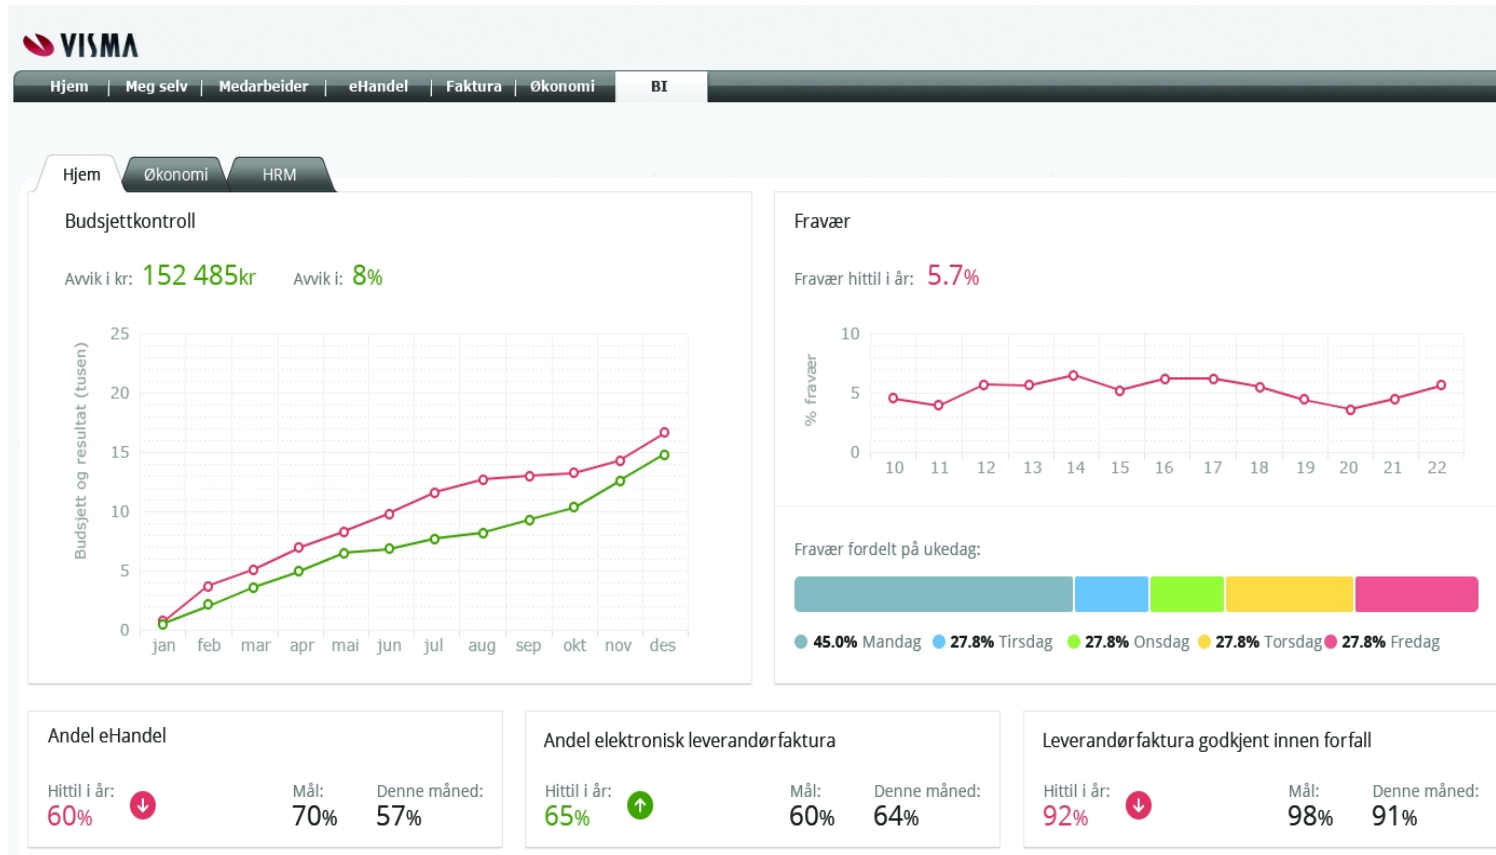 VISMA
Hjem | Meg selv | Medarbeider | eHandel | Faktura | Økonomi BI
Hjem Økonomi HRM
Budsjettkontroll
Avvik i kr: 152 485kr Avvik i: 8%
Budsjett og resultat (tusen)
25
20
15
10
5
0
jan feb mar apr mai jun jul aug sep okt nov des
Fravær
Fravær hittil i år: 5.7%
% fravær
10
5
0
10 11 12 13 14 15 16 17 18 19 20 21 22
Fravær fordelt på ukedag:
45.0% Mandag 27.8% Tirsdag 27.8% Onsdag 27.8% Torsdag 27.8% Fredag
Andel eHandel
Hittil i år: Mål: Denne måned:
60% 70% 57%
Andel elektronisk leverandørfaktura
Hittil i år: Mål: Denne måned:
65% 60% 64%
Leverandørfaktura godkjent innen forfall
Hittil i år: Mål: Denne måned:
92% 98% 91%